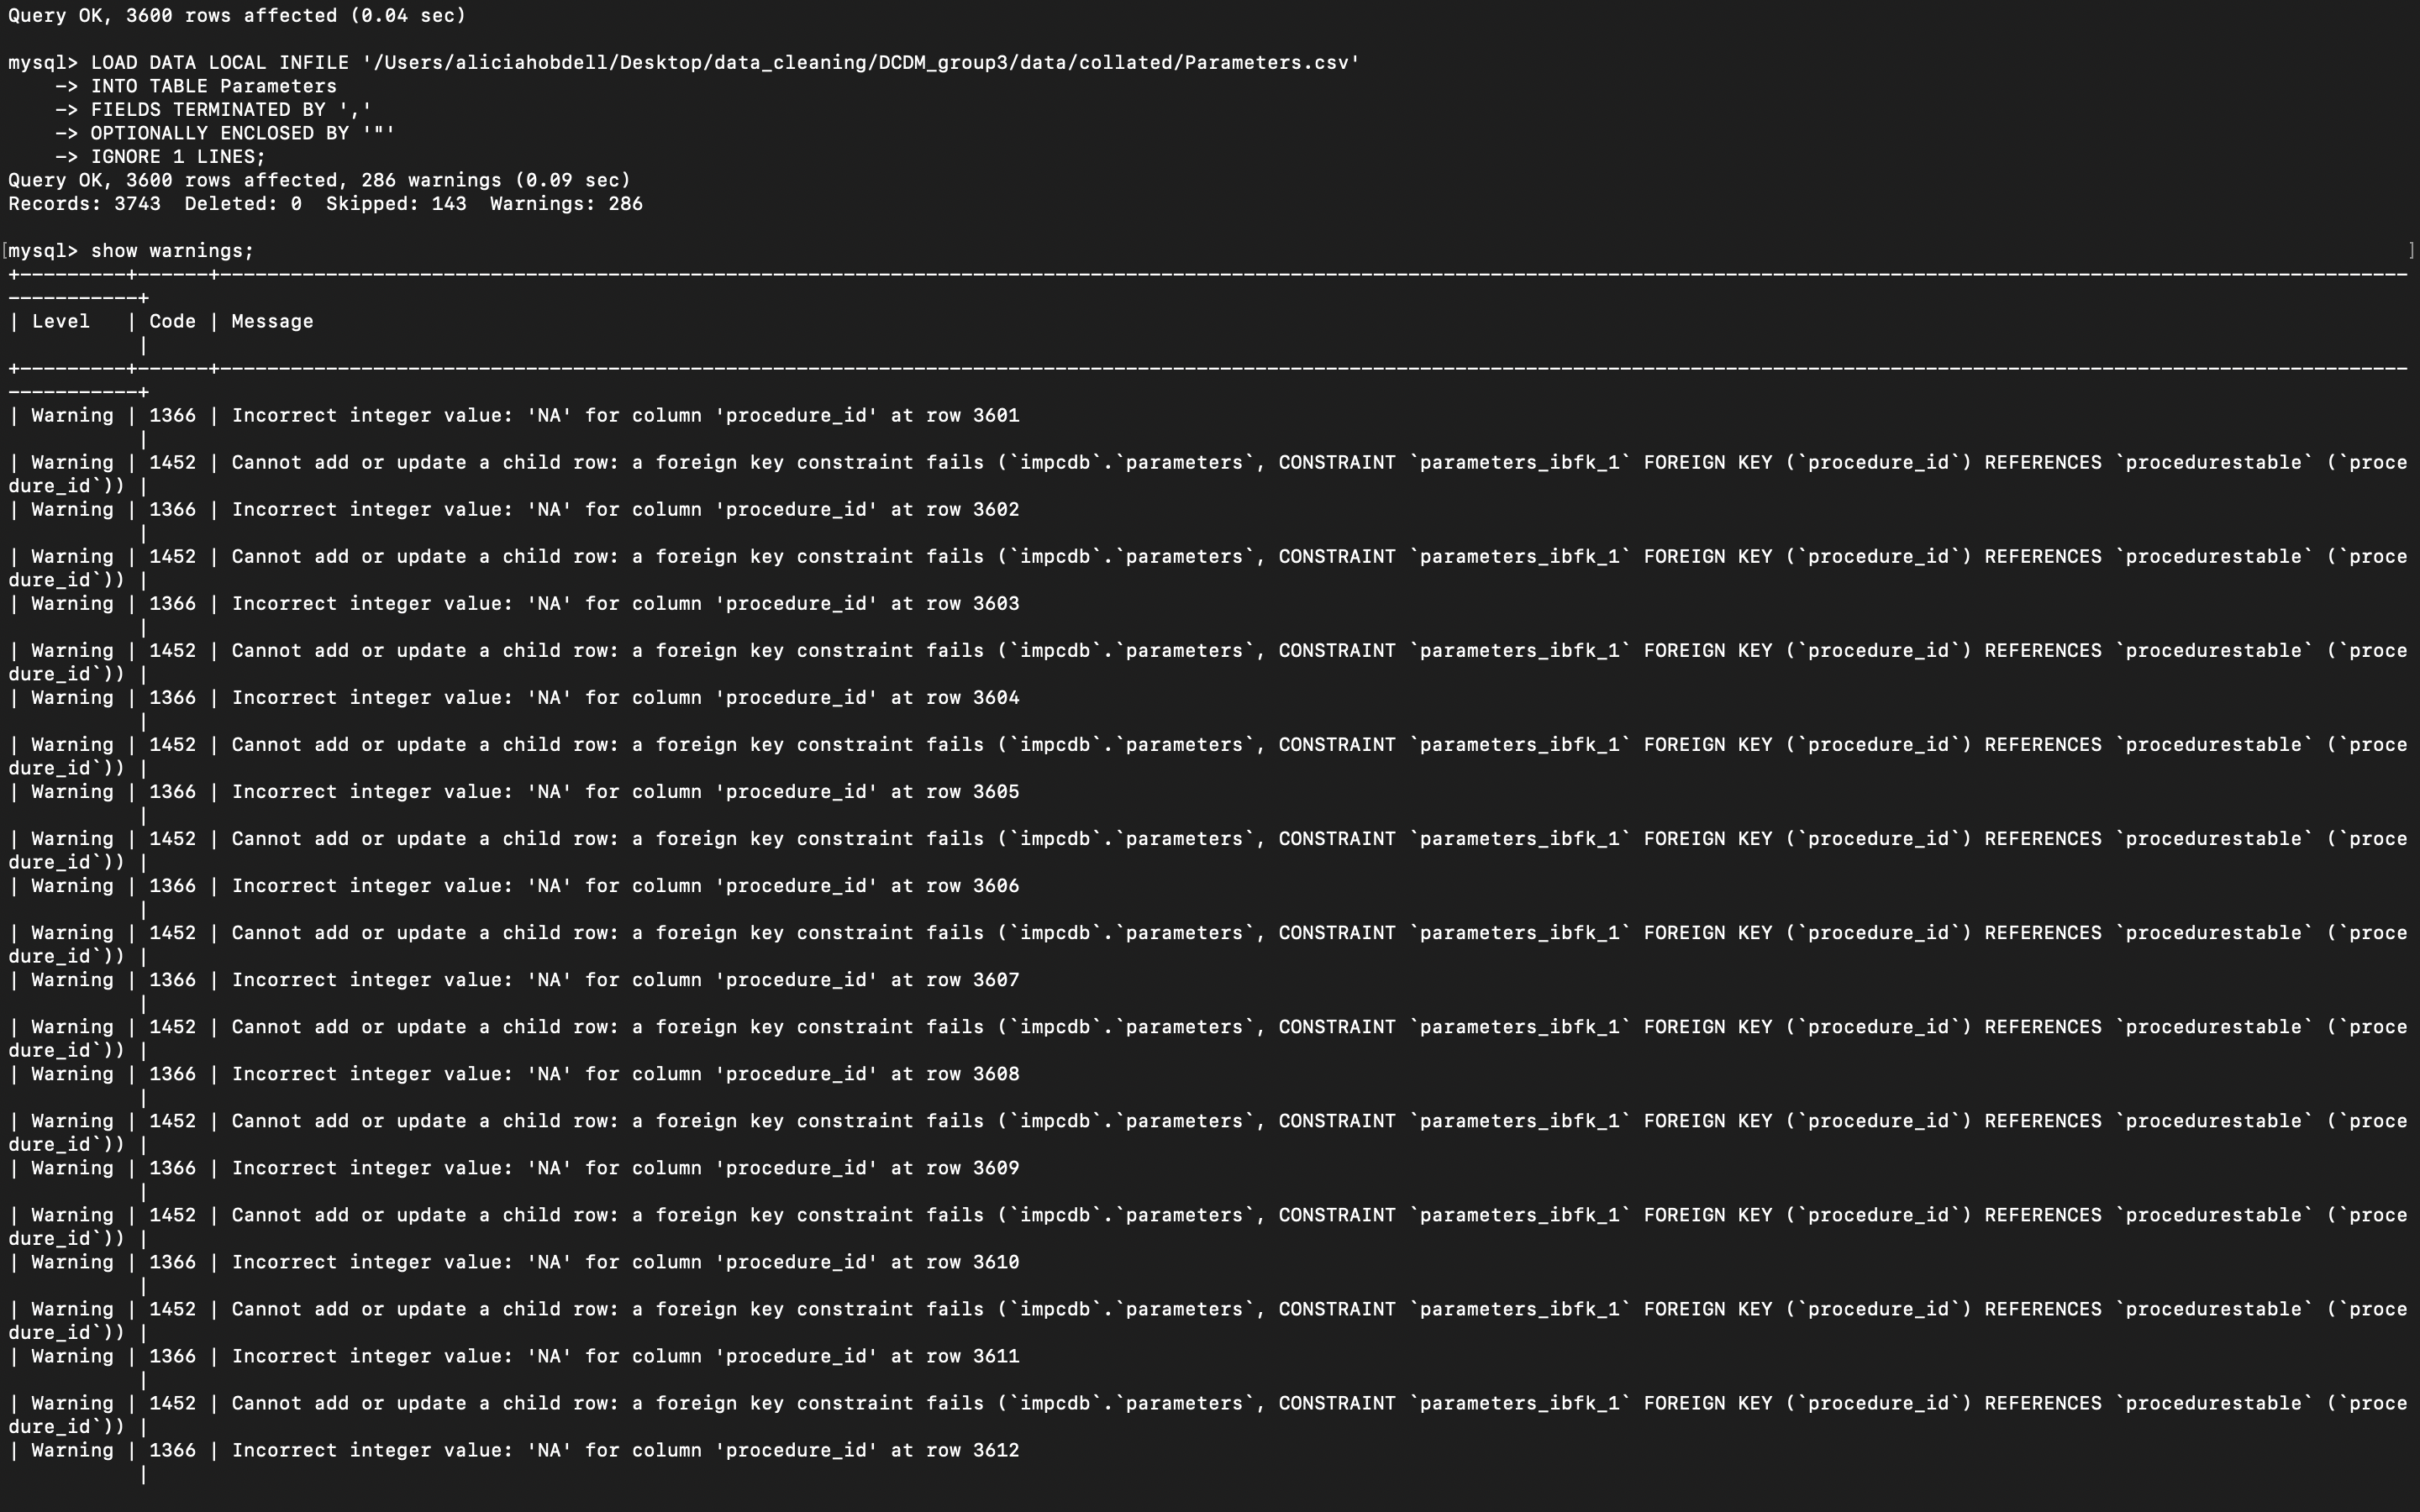 Query OK, 3600 rows affected (0.04 sec)
mysql> LOAD DATA LOCAL INFILE '/Users/aliciahobdell/Desktop/data_cleaning/DCDM_group3/data/collated/Parameters.csv'
    -> INTO TABLE Parameters
    -> FIELDS TERMINATED BY ','
    -> OPTIONALLY ENCLOSED BY '"'
    -> IGNORE 1 LINES;
Query OK, 3600 rows affected, 286 warnings (0.09 sec)
Records: 3743  Deleted: 0  Skipped: 143  Warnings: 286
[mysql> show warnings; ]
| Level   | Code | Message
|
| Warning | 1366 | Incorrect integer value: 'NA' for column 'procedure_id' at row 3601
|
| Warning | 1452 | Cannot add or update a child row: a foreign key constraint fails (`impcdb`.`parameters`, CONSTRAINT `parameters_ibfk_1` FOREIGN KEY (`procedure_id`) REFERENCES `procedurestable` (`proce
dure_id`)) |
| Warning | 1366 | Incorrect integer value: 'NA' for column 'procedure_id' at row 3602
|
| Warning | 1452 | Cannot add or update a child row: a foreign key constraint fails (`impcdb`.`parameters`, CONSTRAINT `parameters_ibfk_1` FOREIGN KEY (`procedure_id`) REFERENCES `procedurestable` (`proce
dure_id`)) |
| Warning | 1366 | Incorrect integer value: 'NA' for column 'procedure_id' at row 3603
|
| Warning | 1452 | Cannot add or update a child row: a foreign key constraint fails (`impcdb`.`parameters`, CONSTRAINT `parameters_ibfk_1` FOREIGN KEY (`procedure_id`) REFERENCES `procedurestable` (`proce
dure_id`)) |
| Warning | 1366 | Incorrect integer value: 'NA' for column 'procedure_id' at row 3604
|
| Warning | 1452 | Cannot add or update a child row: a foreign key constraint fails (`impcdb`.`parameters`, CONSTRAINT `parameters_ibfk_1` FOREIGN KEY (`procedure_id`) REFERENCES `procedurestable` (`proce
dure_id`)) |
| Warning | 1366 | Incorrect integer value: 'NA' for column 'procedure_id' at row 3605
|
| Warning | 1452 | Cannot add or update a child row: a foreign key constraint fails (`impcdb`.`parameters`, CONSTRAINT `parameters_ibfk_1` FOREIGN KEY (`procedure_id`) REFERENCES `procedurestable` (`proce
dure_id`)) |
| Warning | 1366 | Incorrect integer value: 'NA' for column 'procedure_id' at row 3606
|
| Warning | 1452 | Cannot add or update a child row: a foreign key constraint fails (`impcdb`.`parameters`, CONSTRAINT `parameters_ibfk_1` FOREIGN KEY (`procedure_id`) REFERENCES `procedurestable` (`proce
dure_id`)) |
| Warning | 1366 | Incorrect integer value: 'NA' for column 'procedure_id' at row 3607
|
| Warning | 1452 | Cannot add or update a child row: a foreign key constraint fails (`impcdb`.`parameters`, CONSTRAINT `parameters_ibfk_1` FOREIGN KEY (`procedure_id`) REFERENCES `procedurestable` (`proce
dure_id`)) |
| Warning | 1366 | Incorrect integer value: 'NA' for column 'procedure_id' at row 3608
|
| Warning | 1452 | Cannot add or update a child row: a foreign key constraint fails (`impcdb`.`parameters`, CONSTRAINT `parameters_ibfk_1` FOREIGN KEY (`procedure_id`) REFERENCES `procedurestable` (`proce
dure_id`)) |
| Warning | 1366 | Incorrect integer value: 'NA' for column 'procedure_id' at row 3609
|
| Warning | 1452 | Cannot add or update a child row: a foreign key constraint fails (`impcdb`.`parameters`, CONSTRAINT `parameters_ibfk_1` FOREIGN KEY (`procedure_id`) REFERENCES `procedurestable` (`proce
dure_id`)) |
| Warning | 1366 | Incorrect integer value: 'NA' for column 'procedure_id' at row 3610
|
| Warning | 1452 | Cannot add or update a child row: a foreign key constraint fails (`impcdb`.`parameters`, CONSTRAINT `parameters_ibfk_1` FOREIGN KEY (`procedure_id`) REFERENCES `procedurestable` (`proce
dure_id`)) |
| Warning | 1366 | Incorrect integer value: 'NA' for column 'procedure_id' at row 3611
|
| Warning | 1452 | Cannot add or update a child row: a foreign key constraint fails (`impcdb`.`parameters`, CONSTRAINT `parameters_ibfk_1` FOREIGN KEY (`procedure_id`) REFERENCES `procedurestable` (`proce
dure_id`)) |
| Warning | 1366 | Incorrect integer value: 'NA' for column 'procedure_id' at row 3612
|